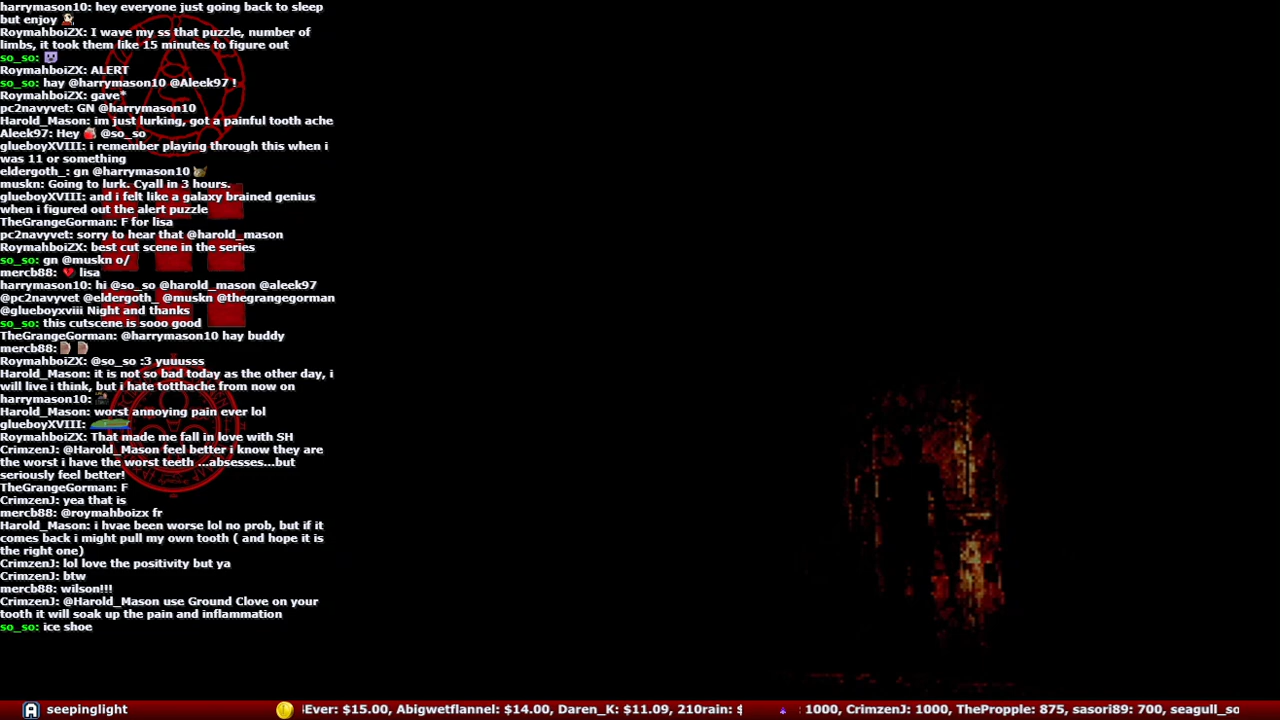 harrymason10: hey everyone just going back to sleep
but enjoy
RoymahboiZX: I wave my ss that puzzle, number of
limbs, it took them like 15 minutes to figure out
so_so:
RoymahboiZX: ALERT
so_so: hay @harrymason10 @Aleek97 !
RoymahboiZX: gave*
pc2navyvet: GN @harrymason10
Harold_Mason: im just lurking, got a painful tooth ache
Aleek97: Hey @so_so
glueboyXVIII: i remember playing through this when i
was 11 or something
eldergoth_: gn @harrymason10
muskn: Going to lurk. Cyall in 3 hours.
glueboyXVIII: and i felt like a galaxy brained genius
when i figured out the alert puzzle
TheGrangeGorman: F for lisa
pc2navyvet: sorry to hear that @harold_mason
RoymahboiZX: best cut scene in the series
so_so: gn @muskn o/
mercb88: lisa
harrymason10: hi @so_so @harold_mason @aleek97
@pc2navyvet @eldergoth_ @muskn @thegrangegorman
@glueboyxviii Night and thanks
so_so: this cutscene is sooo good
TheGrangeGorman: @harrymason10 hay buddy
mercb88:
RoymahboiZX: @so_so :3 yuuusss
Harold_Mason: it is not so bad today as the other day, i
will live i think, but i hate totthache from now on
harrymason10:
Harold_Mason: worst annoying pain ever lol
glueboyXVIII:
RoymahboiZX: That made me fall in love with SH
CrimzenJ: @Harold_Mason feel better i know they are
the worst i have the worst teeth ...absesses...but
seriously feel better!
TheGrangeGorman: F
CrimzenJ: yea that is
mercb88: @roymahboizx fr
Harold_Mason: i hvae been worse lol no prob, but if it
comes back i might pull my own tooth ( and hope it is
the right one)
CrimzenJ: lol love the positivity but ya
CrimzenJ: btw
mercb88: wilson!!!
CrimzenJ: @Harold_Mason use Ground Clove on your
tooth it will soak up the pain and inflammation
so_so: ice shoe
A seepinglight Ever: $15.00, Abigwetflannel: $14.00, Daren_K: $11.09, 210rain: $ 1000, CrimzenJ: 1000, ThePropple: 875, sasori89: 700, seagull_so